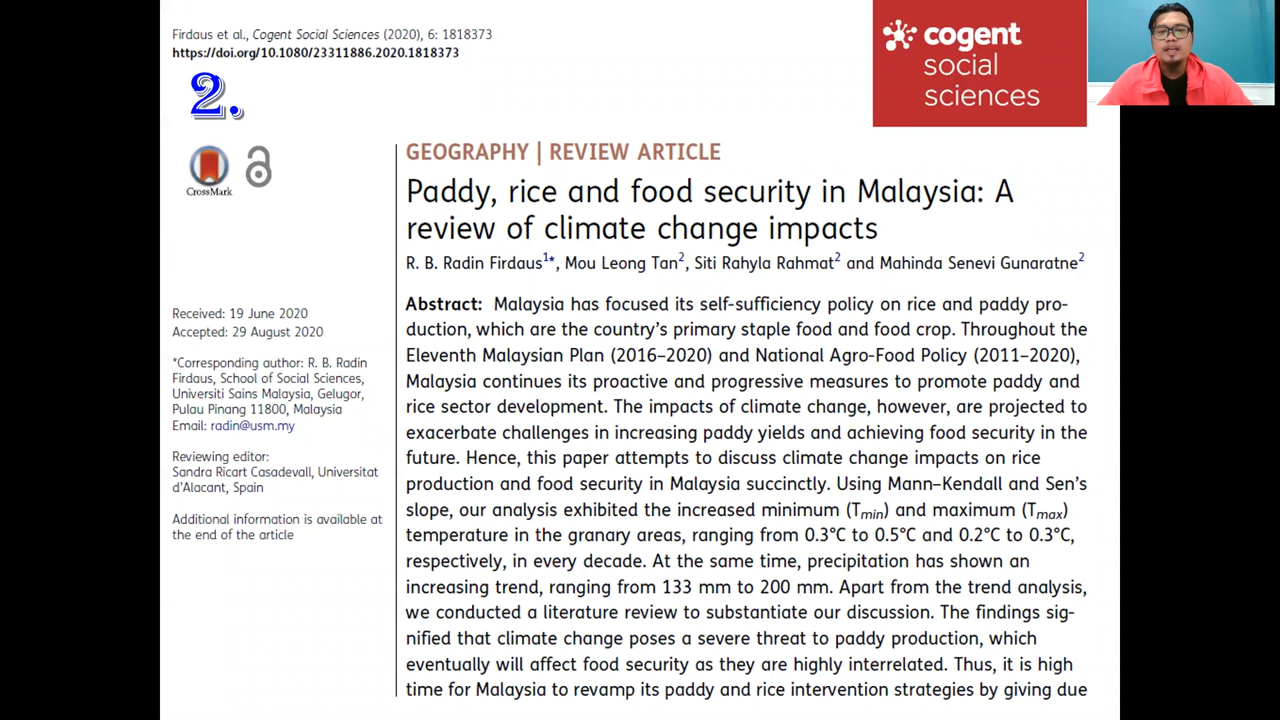 Firdaus et al., Cogent Social Sciences (2020), 6: 1818373
https://doi.org/10.1080/23311886.2020.1818373
2.
cogent
social
sciences
CrossMark
GEOGRAPHY | REVIEW ARTICLE
Paddy, rice and food security in Malaysia: A
review of climate change impacts
R. B. Radin Firdaus1*, Mou Leong Tan2, Siti Rahyla Rahmat2 and Mahinda Senevi Gunaratne2
Received: 19 June 2020
Accepted: 29 August 2020
*Corresponding author: R. B. Radin
Firdaus, School of Social Sciences,
Universiti Sains Malaysia, Gelugor,
Pulau Pinang 11800, Malaysia
Email: radin@usm.my
Reviewing editor:
Sandra Ricart Casadevall, Universitat
d’Alacant, Spain
Additional information is available at
the end of the article
Abstract: Malaysia has focused its self-sufficiency policy on rice and paddy pro-
duction, which are the country’s primary staple food and food crop. Throughout the
Eleventh Malaysian Plan (2016–2020) and National Agro-Food Policy (2011–2020),
Malaysia continues its proactive and progressive measures to promote paddy and
rice sector development. The impacts of climate change, however, are projected to
exacerbate challenges in increasing paddy yields and achieving food security in the
future. Hence, this paper attempts to discuss climate change impacts on rice
production and food security in Malaysia succinctly. Using Mann–Kendall and Sen’s
slope, our analysis exhibited the increased minimum (Tmin) and maximum (Tmax)
temperature in the granary areas, ranging from 0.3°C to 0.5°C and 0.2°C to 0.3°C,
respectively, in every decade. At the same time, precipitation has shown an
increasing trend, ranging from 133 mm to 200 mm. Apart from the trend analysis,
we conducted a literature review to substantiate our discussion. The findings sig-
nified that climate change poses a severe threat to paddy production, which
eventually will affect food security as they are highly interrelated. Thus, it is high
time for Malaysia to revamp its paddy and rice intervention strategies by giving due